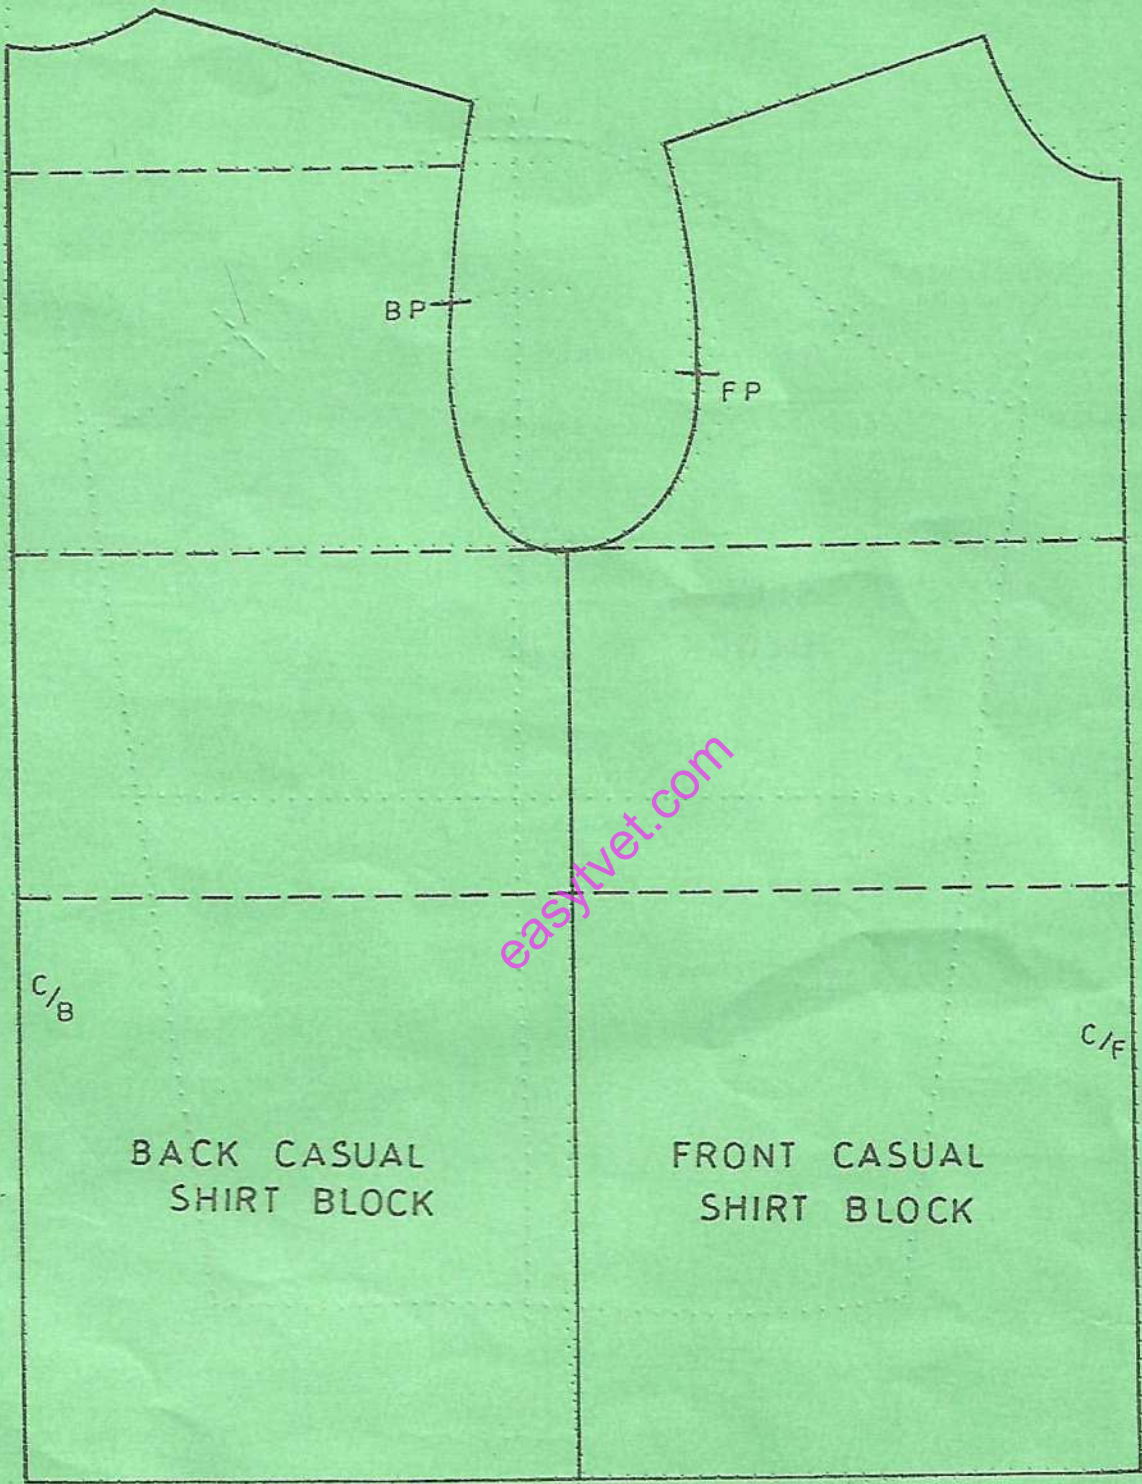 BP
FP
easytvet.com
C/B
C/F
BACK CASUAL
SHIRT BLOCK
FRONT CASUAL
SHIRT BLOCK